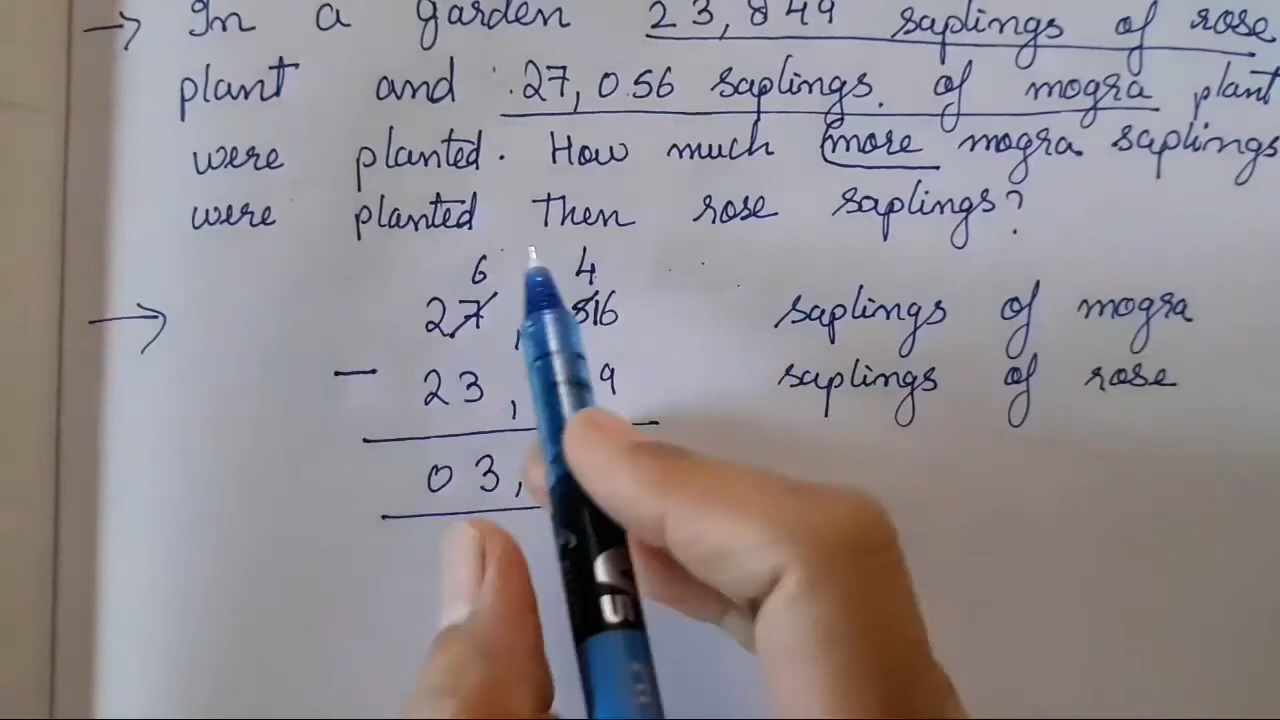 → In a garden 23,849 saplings of rose
plant and 27,056 saplings of mogra plant
were planted. How much more mogra saplings
were planted Then rose saplings?
6 4
→ 27, 516 saplings of mogra
- 23, 9 saplings of rose
03,
V5